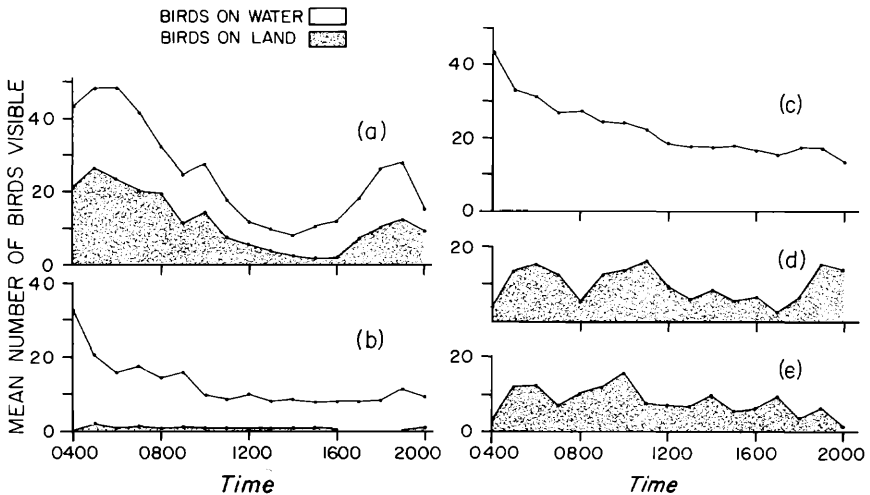 BIRDS ON WATER
BIRDS ON LAND
MEAN NUMBER OF BIRDS VISIBLE
40
20
0
(a)
40
20
0
(b)
0400 0800 1200 1600 2000
Time
40
20
0
(c)
20
0
(d)
20
0
(e)
0400 0800 1200 1600 2000
Time